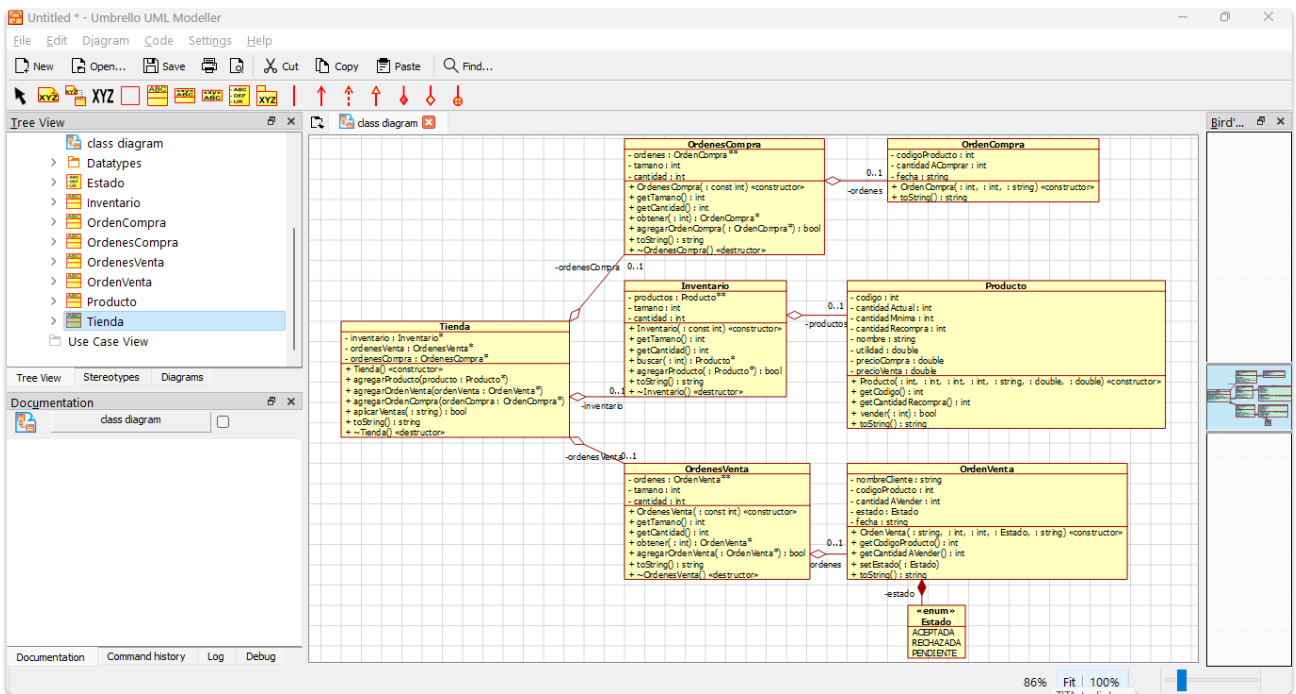 Untitled * - Umbrello UML Modeller
File Edit Diagram Code Settings Help
New Open... Save Cut Copy Paste Find...
XYZ
Tree View
class diagram
Datatypes
Estado
Inventario
OrdenCompra
OrdenesCompra
OrdenesVenta
OrdenVenta
Producto
Tienda
Use Case View
Tree View Stereotypes Diagrams
Documentation
class diagram
Documentation Command history Log Debug
class diagram
Bird'...
OrdenesCompra
- ordenes : OrdenCompra**
- tamano : int
- cantidad : int
+ OrdenesCompra( : const int) «constructor»
+ getTamano() : int
+ getCantidad() : int
+ obtener( : int) : OrdenCompra*
+ agregarOrdenCompra( : OrdenCompra*) : bool
+ toString() : string
+ ~OrdenesCompra() «destructor»
0..1
-ordenes
OrdenCompra
- codigoProducto : int
- cantidadAComprar : int
- fecha : string
+ OrdenCompra( : int, : int, : string) «constructor»
+ toString() : string
-ordenesCompra 0..1
Inventario
- productos : Producto**
- tamano : int
- cantidad : int
+ Inventario( : const int) «constructor»
+ getTamano() : int
+ getCantidad() : int
+ buscar( : int) : Producto*
+ agregarProducto( : Producto*) : bool
+ toString() : string
+ ~Inventario() «destructor»
0..1
-productos
Producto
- codigo : int
- cantidadActual : int
- cantidadMnima : int
- cantidadRecompra : int
- nombre : string
- utilidad : double
- precioCompra : double
- precioVenta : double
+ Producto( : int, : int, : int, : int, : string, : double, : double) «constructor»
+ getCodigo() : int
+ getCantidadRecompra() : int
+ vender( : int) : bool
+ toString() : string
Tienda
- inventario : Inventario*
- ordenesVenta : OrdenesVenta*
- ordenesCompra : OrdenesCompra*
+ Tienda() «constructor»
+ agregarProducto(producto : Producto*)
+ agregarOrdenVenta(ordenVenta : OrdenVenta*)
+ agregarOrdenCompra(ordenCompra : OrdenCompra*)
+ aplicarVentas( : string) : bool
+ toString() : string
+ ~Tienda() «destructor»
0..1
-inventario
-ordenesVenta 0..1
OrdenesVenta
- ordenes : OrdenVenta**
- tamano : int
- cantidad : int
+ OrdenesVenta( : const int) «constructor»
+ getTamano() : int
+ getCantidad() : int
+ obtener( : int) : OrdenVenta*
+ agregarOrdenVenta( : OrdenVenta*) : bool
+ toString() : string
+ ~OrdenesVenta() «destructor»
0..1
ordenes
OrdenVenta
- nombreCliente : string
- codigoProducto : int
- cantidadAVender : int
- estado : Estado
- fecha : string
+ OrdenVenta( : string, : int, : int, : Estado, : string) «constructor»
+ getCodigoProducto() : int
+ getCantidadAVender() : int
+ setEstado( : Estado)
+ toString() : string
-estado
«enum»
Estado
ACEPTADA
RECHAZADA
PENDIENTE
86% Fit 100%